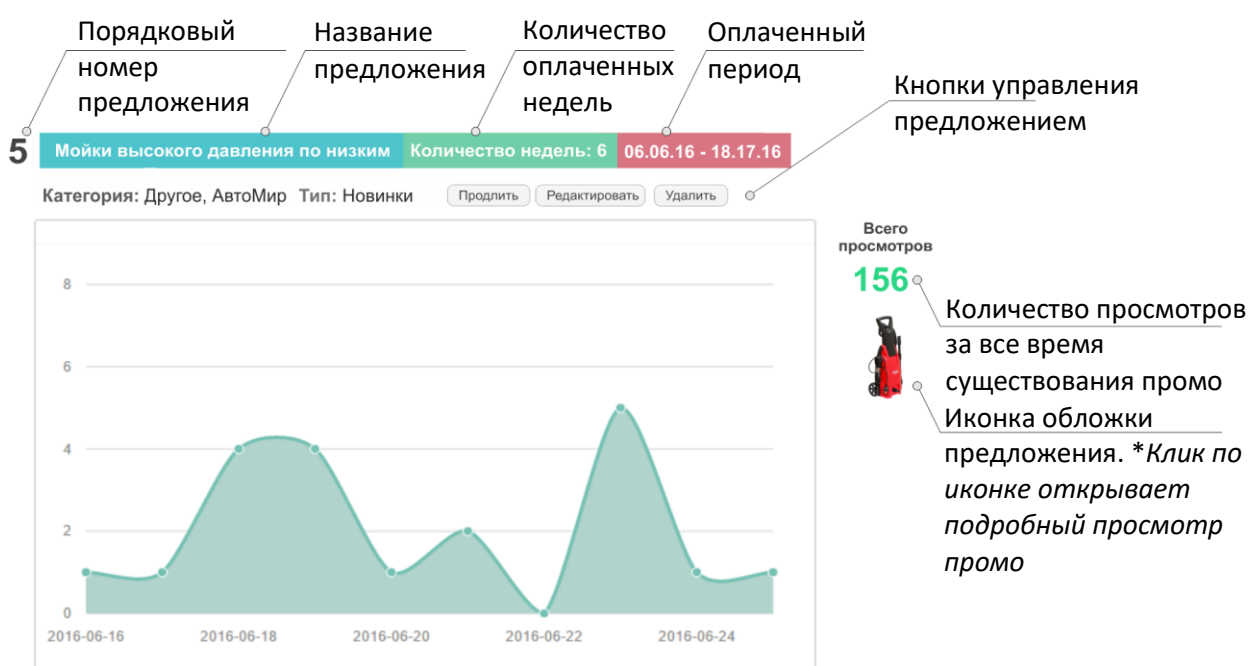 Порядковый
номер
предложения
Название
предложения
Количество
оплаченных
недель
Оплаченный
период
Кнопки управления
предложением
5
Мойки высокого давления по низким
Количество недель: 6
06.06.16 - 18.17.16
Категория: Другое, АвтоМир Тип: Новинки
Продлить
Редактировать
Удалить
Всего
просмотров
156
Количество просмотров
за все время
существования промо
Иконка обложки
предложения. *Клик по
иконке открывает
подробный просмотр
промо
8
6
4
2
0
2016-06-16
2016-06-18
2016-06-20
2016-06-22
2016-06-24